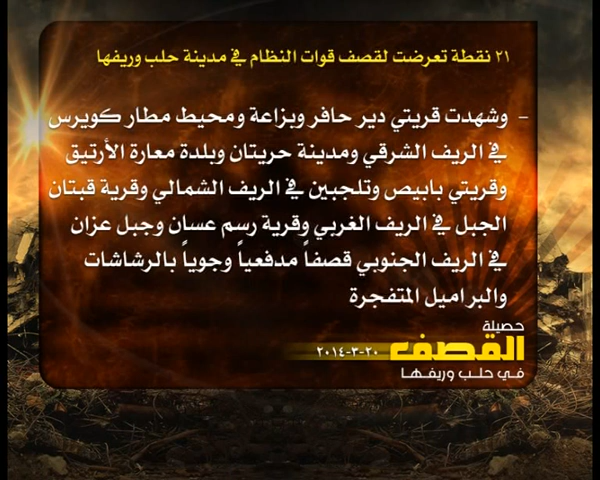 ٢١ نقطة تعرضت لقصف قوات النظام في مدينة حلب وريفها
- وشهدت قريتي دير حافر وبزاعة ومحيط مطار كويرس
في الريف الشرقي ومدينة حريتان وبلدة معارة الأرتيق
وقريتي بابيص وتلجبين في الريف الشمالي وقرية قبتان
الجبل في الريف الغربي وقرية رسم عسان وجبل عزان
في الريف الجنوبي قصفاً مدفعياً وجوياً بالرشاشات
والبراميل المتفجرة
حصيلة
القصف ٢٠-٣-٢٠١٤
في حلب وريفها